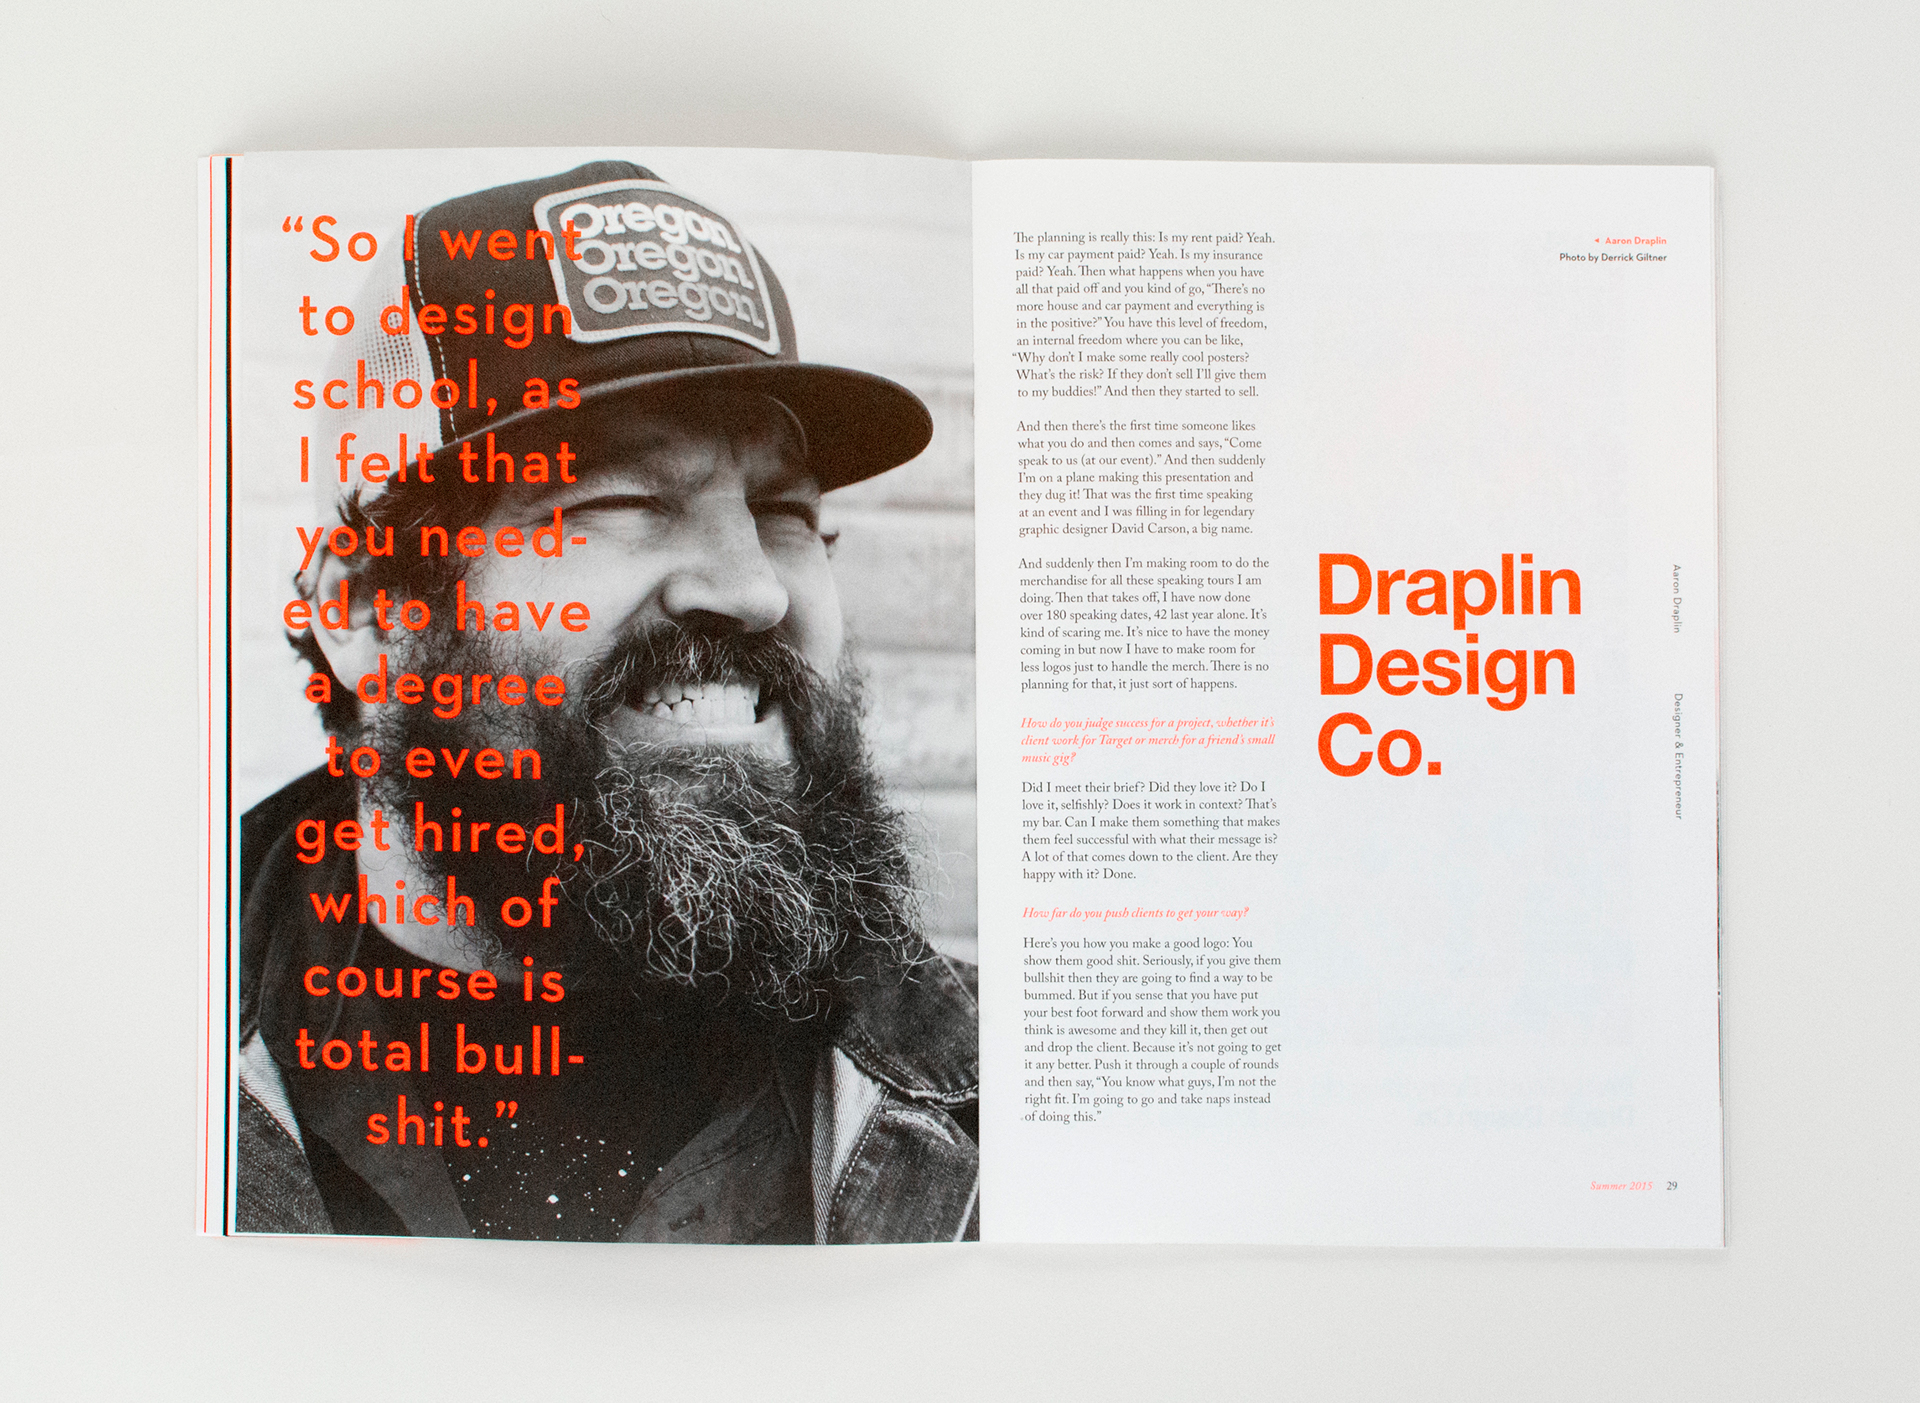 “So I went
to design
school, as
I felt that
you need-
ed to have
a degree
to even
get hired,
which of
course is
total bull-
shit.”
Oregon
Oregon
Oregon
The planning is really this: Is my rent paid? Yeah.
Is my car payment paid? Yeah. Is my insurance
paid? Yeah. Then what happens when you have
all that paid off and you kind of go, “There’s no
more house and car payment and everything is
in the positive?” You have this level of freedom,
an internal freedom where you can be like,
“Why don’t I make some really cool posters?
What’s the risk? If they don’t sell I’ll give them
to my buddies!” And then they started to sell.
And then there’s the first time someone likes
what you do and then comes and says, “Come
speak to us (at our event).” And then suddenly
I’m on a plane making this presentation and
they dug it! That was the first time speaking
at an event and I was filling in for legendary
graphic designer David Carson, a big name.
And suddenly then I’m making room to do the
merchandise for all these speaking tours I am
doing. Then that takes off, I have now done
over 180 speaking dates, 42 last year alone. It’s
kind of scaring me. It’s nice to have the money
coming in but now I have to make room for
less logos just to handle the merch. There is no
planning for that, it just sort of happens.
How do you judge success for a project, whether it’s
client work for Target or merch for a friend’s small
music gig?
Did I meet their brief? Did they love it? Do I
love it, selfishly? Does it work in context? That’s
my bar. Can I make them something that makes
them feel successful with what their message is?
A lot of that comes down to the client. Are they
happy with it? Done.
How far do you push clients to get your way?
Here’s you how you make a good logo: You
show them good shit. Seriously, if you give them
bullshit then they are going to find a way to be
bummed. But if you sense that you have put
your best foot forward and show them work you
think is awesome and they kill it, then get out
and drop the client. Because it’s not going to get
it any better. Push it through a couple of rounds
and then say, “You know what guys, I’m not the
right fit. I’m going to go and take naps instead
of doing this.”
Aaron Draplin
Photo by Derrick Giltner
Draplin
Design
Co.
Aaron Draplin
Designer & Entrepreneur
Summer 2015 29